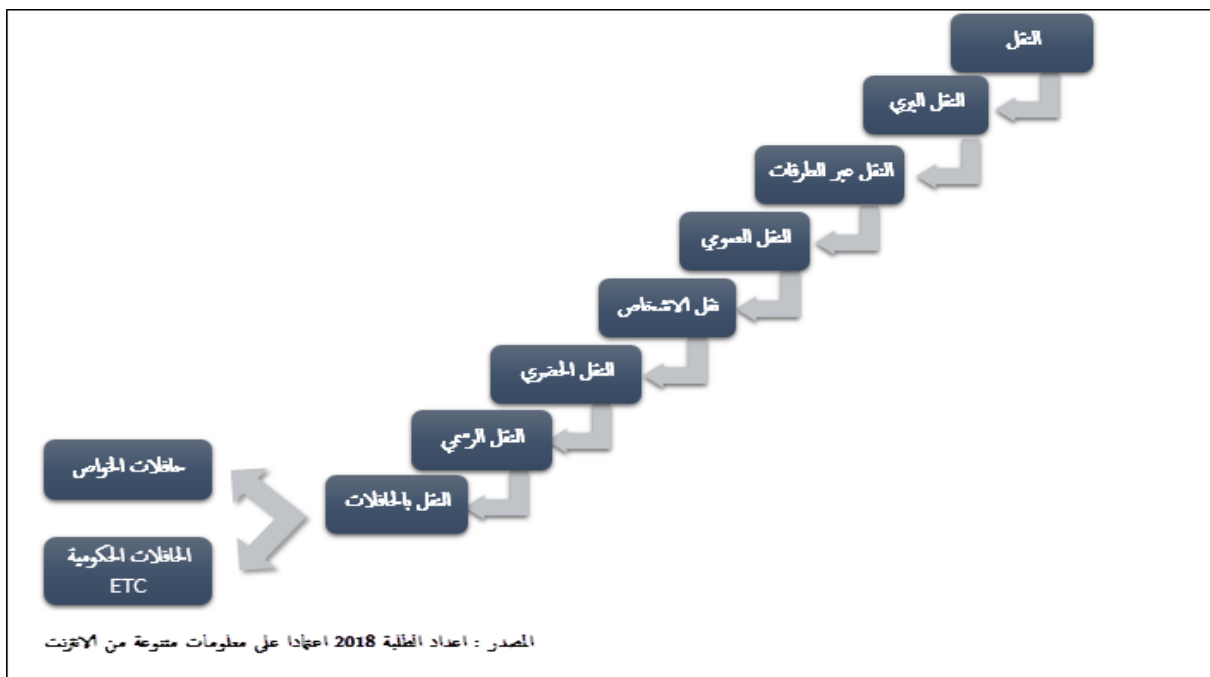 النقل
النقل البري
النقل عبر الطرقات
النقل العمومي
نقل الاشخاص
النقل الحضري
النقل الرسمي
النقل بالحافلات
حافلات الخواص
الحافلات الحكومية
ETC
المصدر : اعداد الطلبة 2018 اعتمادا على معلومات متنوعة من الانترنت